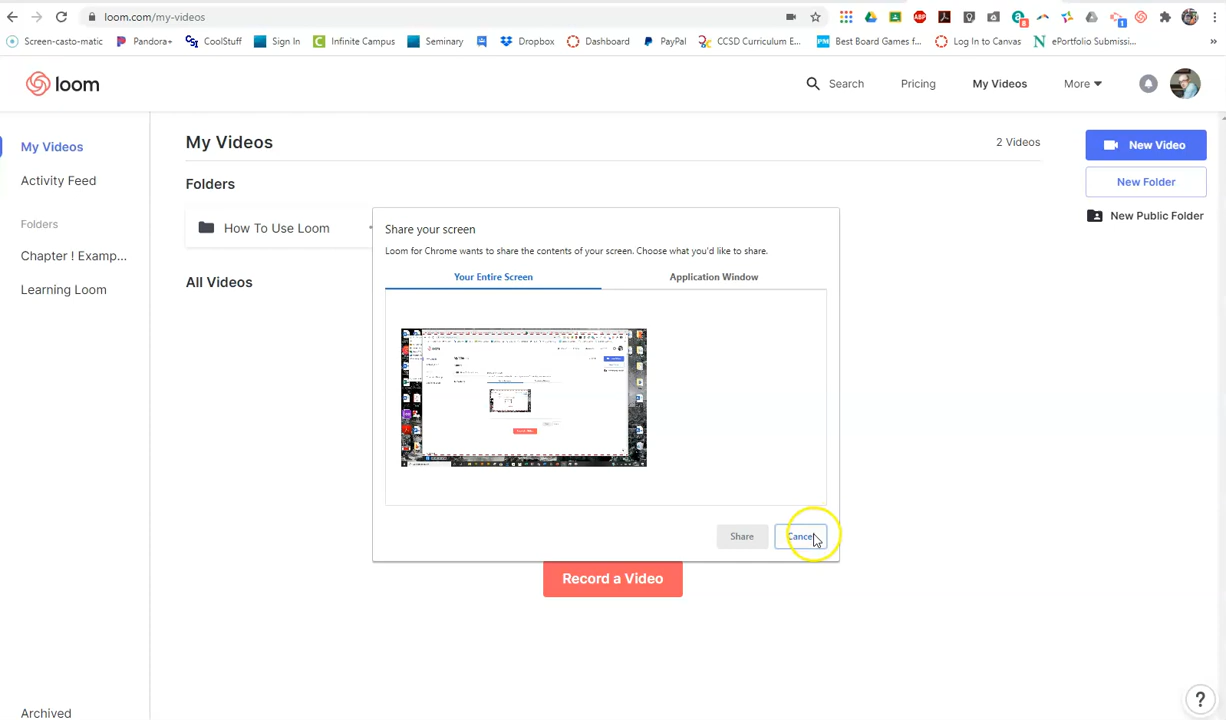 loom.com/my-videos
Screen-casto-matic
Pandora+
CoolStuff
Sign In
Infinite Campus
Seminary
Dropbox
Dashboard
PayPal
CCSD Curriculum E...
Best Board Games f...
Log In to Canvas
ePortfolio Submissi...
loom
Search
Pricing
My Videos
More
My Videos
Activity Feed
Folders
Chapter ! Examp...
Learning Loom
Archived
My Videos
2 Videos
Folders
How To Use Loom
All Videos
New Video
New Folder
New Public Folder
Share your screen
Loom for Chrome wants to share the contents of your screen. Choose what you'd like to share.
Your Entire Screen
Application Window
Share
Cancel
Record a Video
?